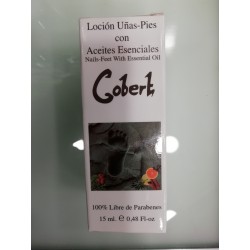 Loción Uñas-Pies
con
Aceites Esenciales
Nails-Feet With Essential Oil
Gobert
100% Libre de Parabenos
15 ml. ℮ 0.48 Fl-oz.